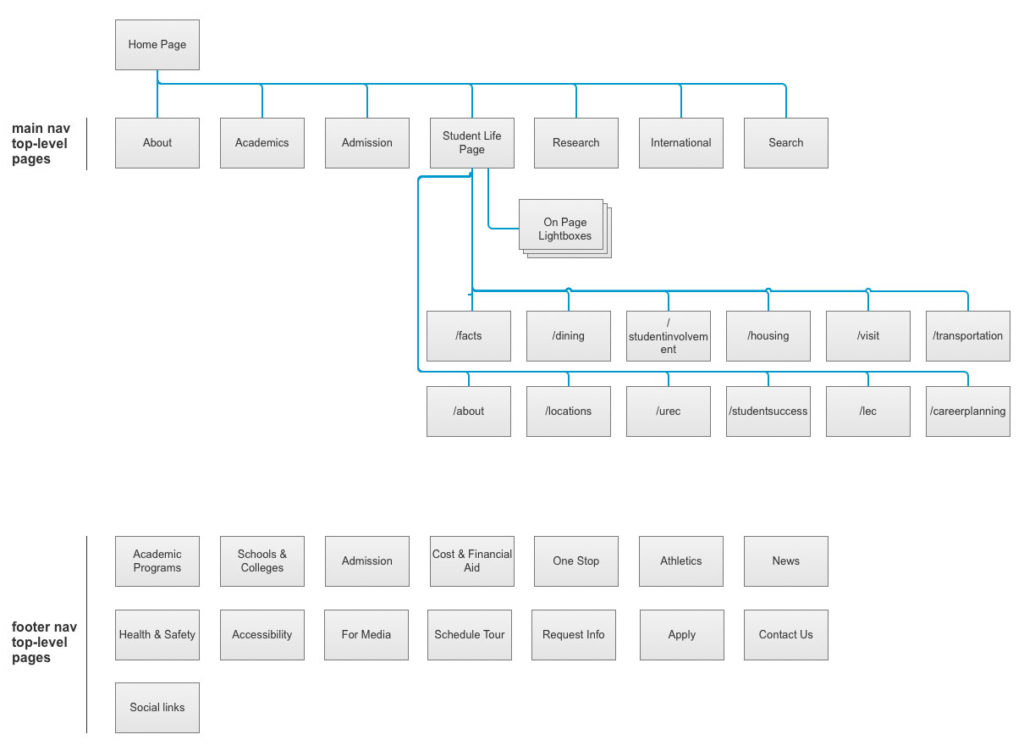 Home Page
main nav
top-level
pages
About
Academics
Admission
Student Life
Page
Research
International
Search
On Page
Lightboxes
/facts
/dining
/
studentinvolvem
ent
/housing
/visit
/transportation
/about
/locations
/urec
/studentsuccess
/lec
/careerplanning
footer nav
top-level
pages
Academic
Programs
Schools &
Colleges
Admission
Cost & Financial
Aid
One Stop
Athletics
News
Health & Safety
Accessibility
For Media
Schedule Tour
Request Info
Apply
Contact Us
Social links